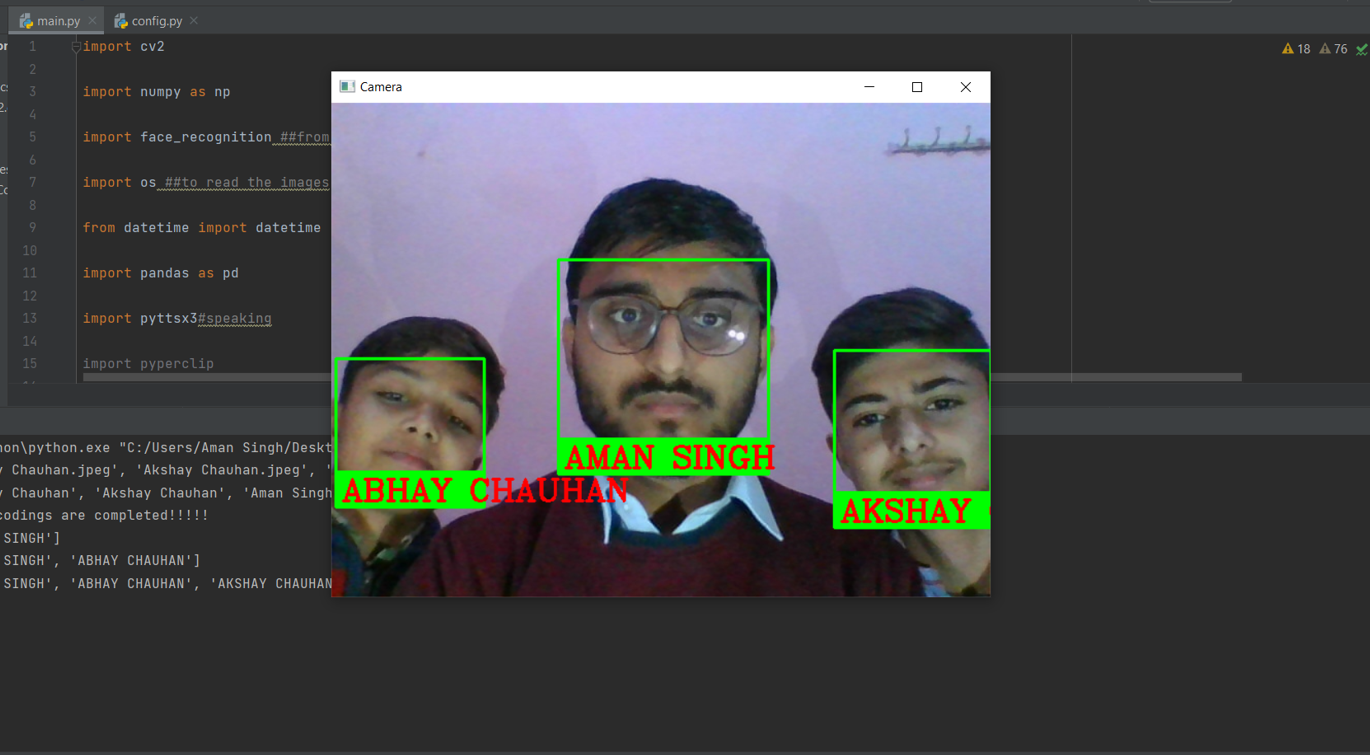 main.py config.py
18 76
1 import cv2
2
3 import numpy as np
4
5 import face_recognition ##from
6
7 import os ##to read the images
8
9 from datetime import datetime
10
11 import pandas as pd
12
13 import pyttsx3#speaking
14
15 import pyperclip
Camera
AMAN SINGH
ABHAY CHAUHAN
AKSHAY
non\python.exe "C:/Users/Aman Singh/Deskt
y Chauhan.jpeg', 'Akshay Chauhan.jpeg', '
y Chauhan', 'Akshay Chauhan', 'Aman Singh
codings are completed!!!!!
SINGH']
SINGH', 'ABHAY CHAUHAN']
SINGH', 'ABHAY CHAUHAN', 'AKSHAY CHAUHAN